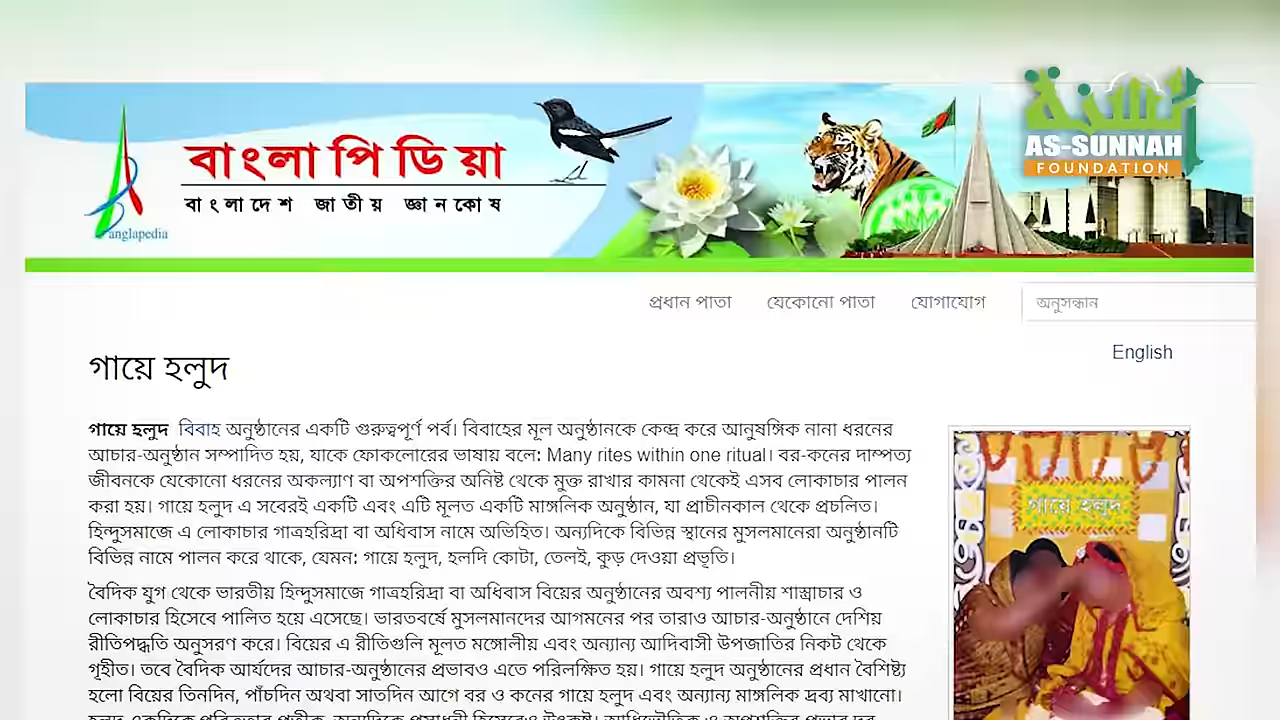 বাংলাপিডিয়া
বাংলাদেশ জাতীয় জ্ঞানকোষ
anglapedia
السنة
AS-SUNNAH
FOUNDATION
প্রধান পাতা যেকোনো পাতা যোগাযোগ অনুসন্ধান
English
গায়ে হলুদ
গায়ে হলুদ বিবাহ অনুষ্ঠানের একটি গুরুত্বপূর্ণ পর্ব। বিবাহের মূল অনুষ্ঠানকে কেন্দ্র করে আনুষঙ্গিক নানা ধরনের
আচার-অনুষ্ঠান সম্পাদিত হয়, যাকে ফোকলোরের ভাষায় বলে: Many rites within one ritual। বর-কনের দাম্পত্য
জীবনকে যেকোনো ধরনের অকল্যাণ বা অপশক্তির অনিষ্ট থেকে মুক্ত রাখার কামনা থেকেই এসব লোকাচার পালন
করা হয়। গায়ে হলুদ এ সবেরই একটি এবং এটি মূলত একটি মাঙ্গলিক অনুষ্ঠান, যা প্রাচীনকাল থেকে প্রচলিত।
হিন্দুসমাজে এ লোকাচার গাত্রহরিদ্রা বা অধিবাস নামে অভিহিত। অন্যদিকে বিভিন্ন স্থানের মুসলমানেরা অনুষ্ঠানটি
বিভিন্ন নামে পালন করে থাকে, যেমন: গায়ে হলুদ, হলদি কোটা, তেলই, কুড় দেওয়া প্রভৃতি।
গায়ে হলুদ
বৈদিক যুগ থেকে ভারতীয় হিন্দুসমাজে গাত্রহরিদ্রা বা অধিবাস বিয়ের অনুষ্ঠানের অবশ্য পালনীয় শাস্ত্রাচার ও
লোকাচার হিসেবে পালিত হয়ে এসেছে। ভারতবর্ষে মুসলমানদের আগমনের পর তারাও আচার-অনুষ্ঠানে দেশিয়
রীতিপদ্ধতি অনুসরণ করে। বিয়ের এ রীতিগুলি মূলত মঙ্গোলীয় এবং অন্যান্য আদিবাসী উপজাতির নিকট থেকে
গৃহীত। তবে বৈদিক আর্যদের আচার-অনুষ্ঠানের প্রভাবও এতে পরিলক্ষিত হয়। গায়ে হলুদ অনুষ্ঠানের প্রধান বৈশিষ্ট্য
হলো বিয়ের তিনদিন, পাঁচদিন অথবা সাতদিন আগে বর ও কনের গায়ে হলুদ এবং অন্যান্য মাঙ্গলিক দ্রব্য মাখানো।